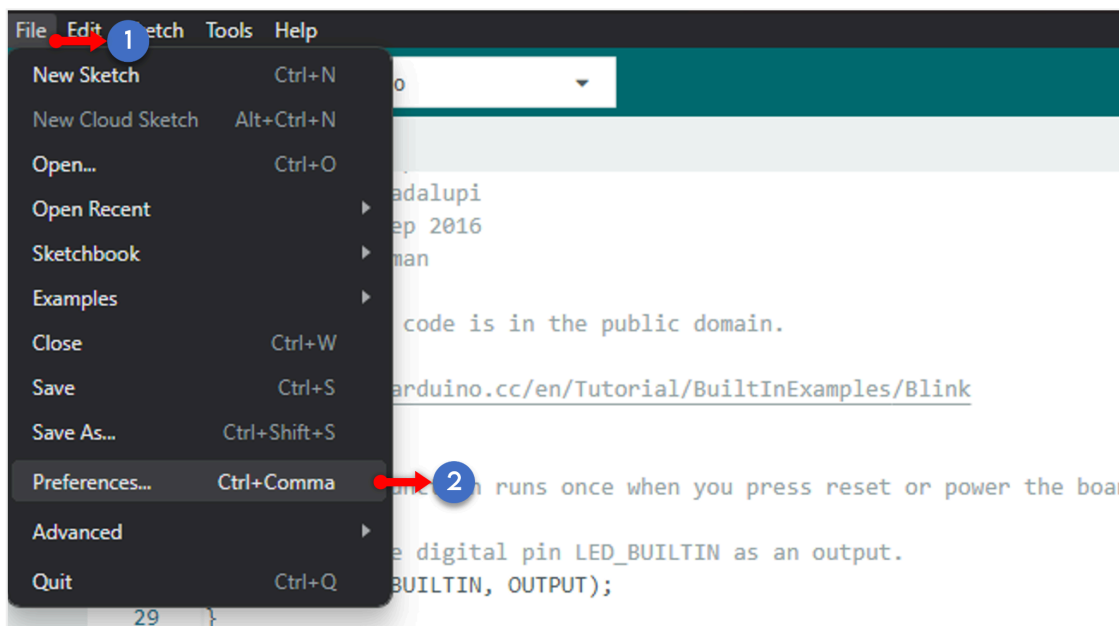 File Edit etch Tools Help
1
New Sketch Ctrl+N
o
New Cloud Sketch Alt+Ctrl+N
Open... Ctrl+O
adalupi
Open Recent
ep 2016
Sketchbook
man
Examples
code is in the public domain.
Close Ctrl+W
Save Ctrl+S
arduino.cc/en/Tutorial/BuiltInExamples/Blink
Save As... Ctrl+Shift+S
Preferences... Ctrl+Comma
2
n runs once when you press reset or power the boa
Advanced
e digital pin LED_BUILTIN as an output.
Quit Ctrl+Q
BUILTIN, OUTPUT);
29 }